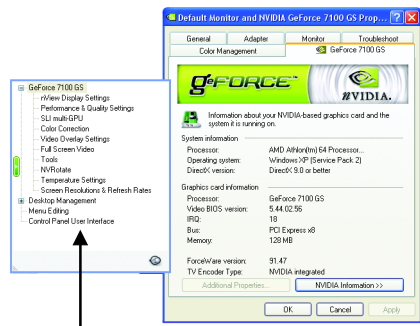 Default Monitor and NVIDIA GeForce 7100 GS Prop...
General
Adapter
Monitor
Troubleshoot
Color Management
GeForce 7100 GS
GEFORCE
NVIDIA.
Information about your NVIDIA-based graphics card and the
system it is running on.
System information
Processor: AMD Athlon(tm) 64 Processor...
Operating system: Windows XP (Service Pack 2)
DirectX version: DirectX 9.0 or better
Graphics card information
Processor: GeForce 7100 GS
Video BIOS version: 5.44.02.56
IRQ: 18
Bus: PCI Express x8
Memory: 128 MB
ForceWare version: 91.47
TV Encoder Type: NVIDIA integrated
Additional Properties...
NVIDIA Information >>
OK
Cancel
Apply
GeForce 7100 GS
nView Display Settings
Performance & Quality Settings
SLI multi-GPU
Color Correction
Video Overlay Settings
Full Screen Video
Tools
NVRotate
Temperature Settings
Screen Resolutions & Refresh Rates
Desktop Management
Menu Editing
Control Panel User Interface